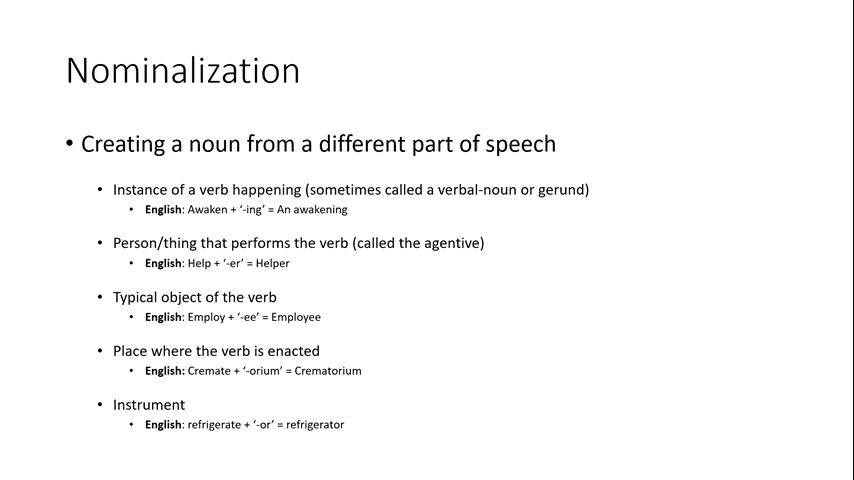 Nominalization
• Creating a noun from a different part of speech
• Instance of a verb happening (sometimes called a verbal-noun or gerund)
• English: Awaken + ‘-ing’ = An awakening
• Person/thing that performs the verb (called the agentive)
• English: Help + ‘-er’ = Helper
• Typical object of the verb
• English: Employ + ‘-ee’ = Employee
• Place where the verb is enacted
• English: Cremate + ‘-orium’ = Crematorium
• Instrument
• English: refrigerate + ‘-or’ = refrigerator